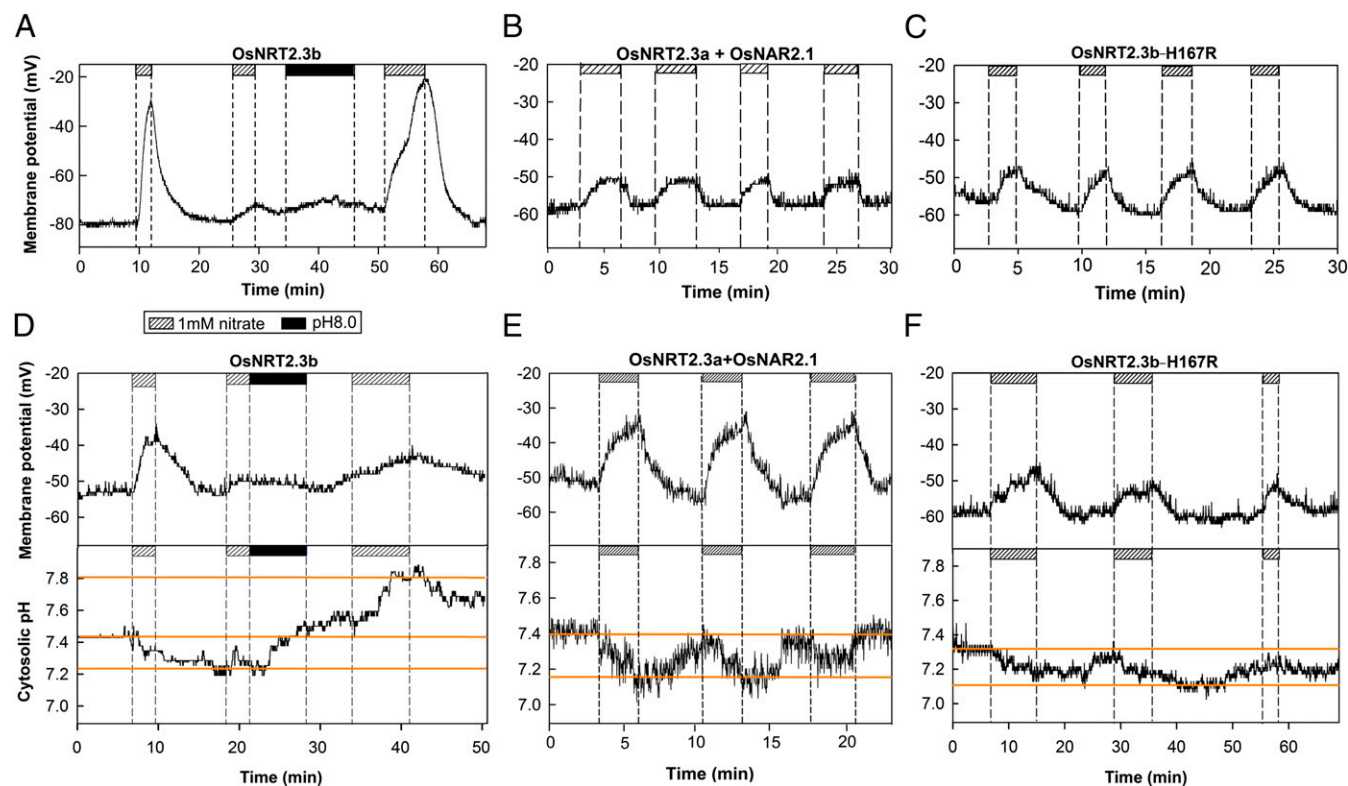 A
OsNRT2.3b
Membrane potential (mV)
-20
-40
-60
-80
0 10 20 30 40 50 60
Time (min)
B
OsNRT2.3a + OsNAR2.1
-20
-30
-40
-50
-60
0 5 10 15 20 25 30
Time (min)
C
OsNRT2.3b-H167R
-20
-30
-40
-50
-60
0 5 10 15 20 25 30
Time (min)
1mM nitrate pH8.0
D
OsNRT2.3b
Membrane potential (mV)
-20
-30
-40
-50
-60
Cytosolic pH
7.8
7.4
7.2
7.0
0 10 20 30 40 50
Time (min)
E
OsNRT2.3a+OsNAR2.1
-20
-30
-40
-50
-60
7.8
7.6
7.4
7.2
7.0
0 5 10 15 20
Time (min)
F
OsNRT2.3b-H167R
-20
-30
-40
-50
-60
7.8
7.6
7.4
7.2
7.0
0 10 20 30 40 50 60
Time (min)